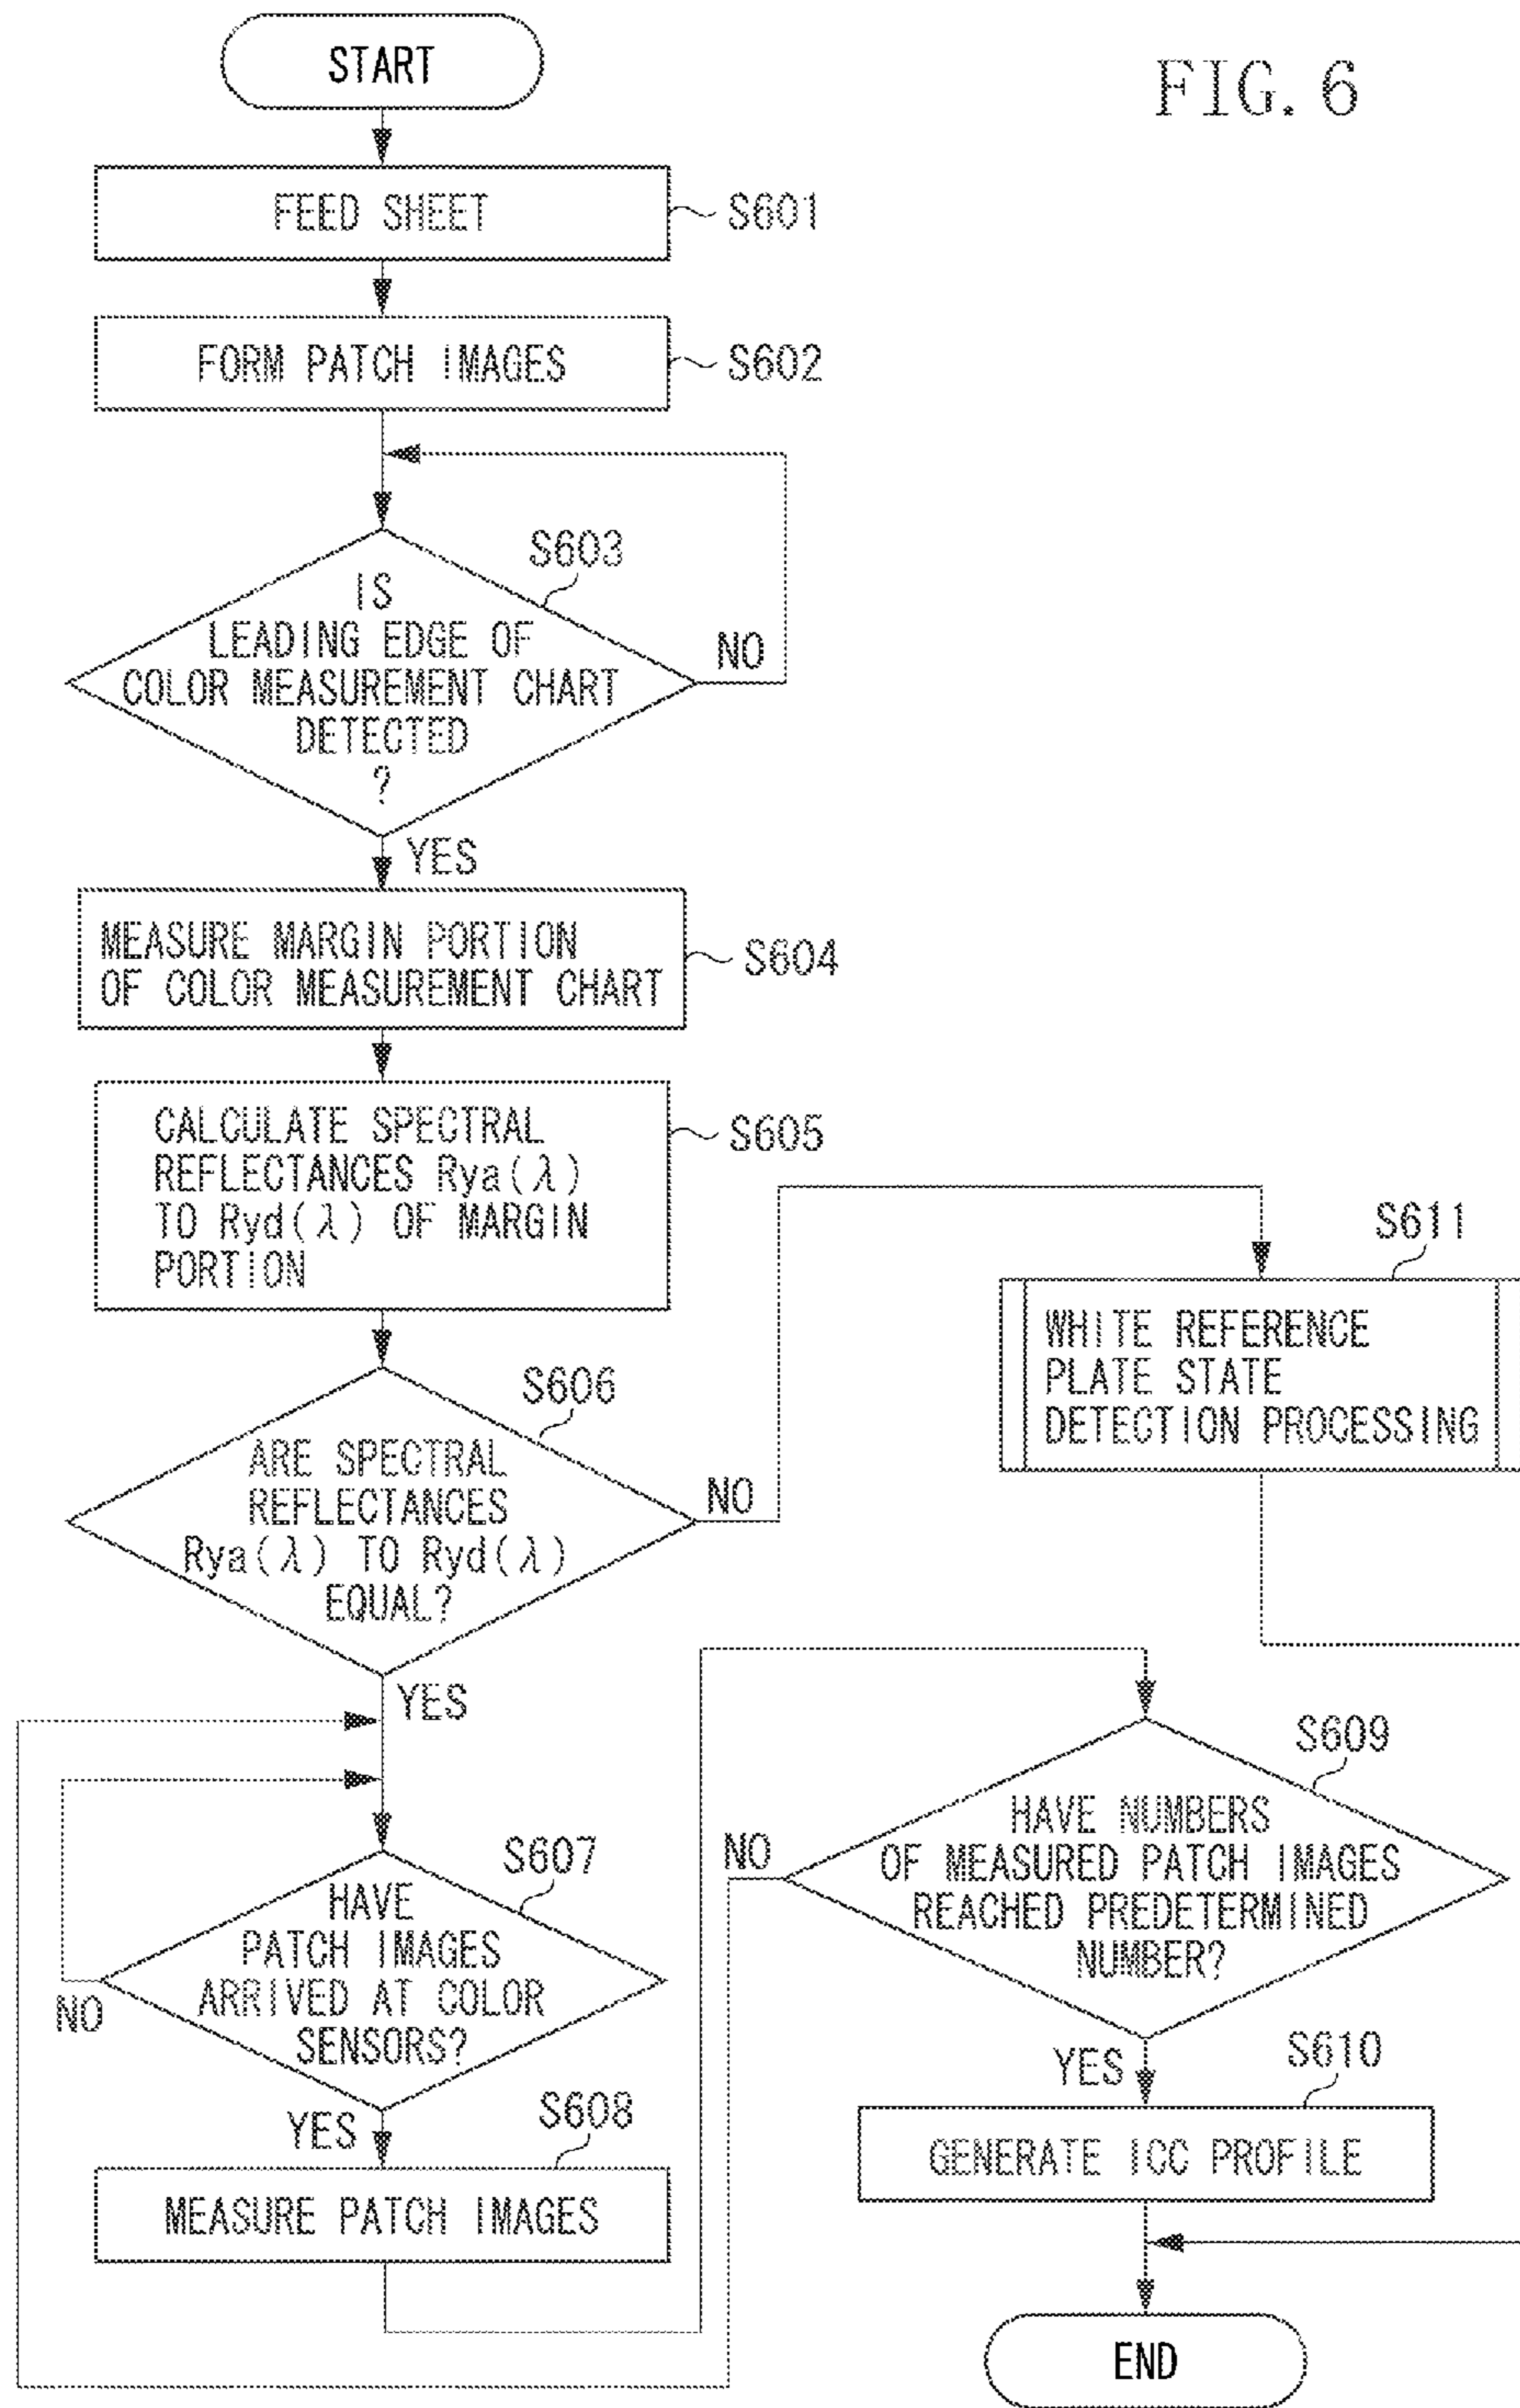 FIG. 6
START
FEED SHEET
S601
FORM PATCH IMAGES
S602
S603
IS
LEADING EDGE OF
COLOR MEASUREMENT CHART
DETECTED
?
NO
YES
MEASURE MARGIN PORTION
OF COLOR MEASUREMENT CHART
S604
CALCULATE SPECTRAL
REFLECTANCES Rya(λ)
TO Ryd(λ) OF MARGIN
PORTION
S605
S606
ARE SPECTRAL
REFLECTANCES
Rya(λ) TO Ryd(λ)
EQUAL?
NO
YES
S611
WHITE REFERENCE
PLATE STATE
DETECTION PROCESSING
S607
HAVE
PATCH IMAGES
ARRIVED AT COLOR
SENSORS?
NO
YES
S608
MEASURE PATCH IMAGES
S609
HAVE NUMBERS
OF MEASURED PATCH IMAGES
REACHED PREDETERMINED
NUMBER?
NO
YES
S610
GENERATE ICC PROFILE
END